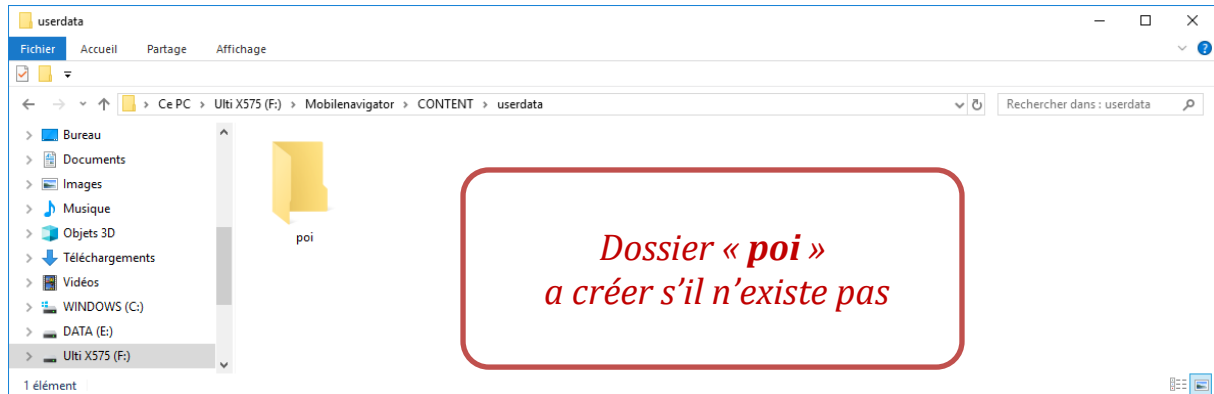 userdata
Fichier Accueil Partage Affichage
> Ce PC > Ulti X575 (F:) > Mobilenavigator > CONTENT > userdata
Rechercher dans : userdata
Bureau
Documents
Images
Musique
Objets 3D
Téléchargements
Vidéos
WINDOWS (C:)
DATA (E:)
Ulti X575 (F:)
poi
Dossier « poi »
a créer s’il n’existe pas
1 élément